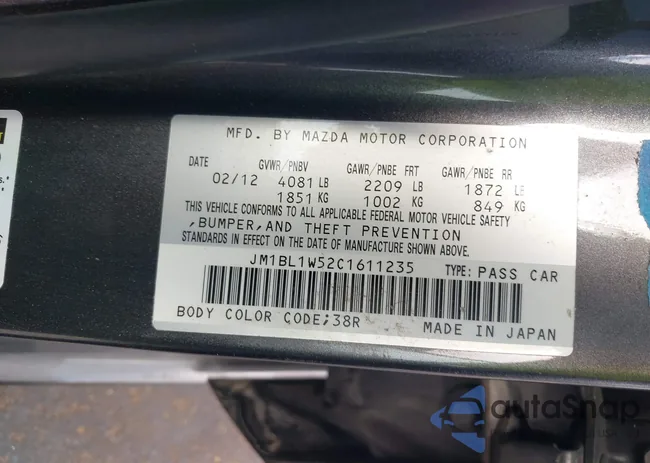 MFD. BY MAZDA MOTOR CORPORATION
DATE GVWR/PNBV GAWR/PNBE FRT GAWR/PNBE RR
02/12 4081 LB 2209 LB 1872 LB
1851 KG 1002 KG 849 KG
THIS VEHICLE CONFORMS TO ALL APPLICABLE FEDERAL MOTOR VEHICLE SAFETY
,BUMPER,AND THEFT PREVENTION
STANDARDS IN EFFECT ON THE DATE OF MANUFACTURE SHOWN ABOVE.
JM1BL1W52C1611235 TYPE: PASS CAR
BODY COLOR CODE;38R MADE IN JAPAN
autoSnap